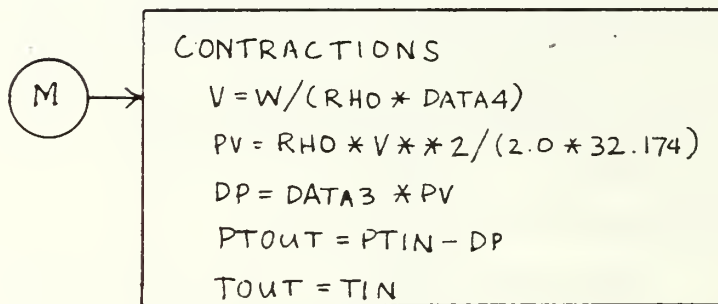 M
CONTRACTIONS
V = W/(RHO * DATA4)
PV = RHO * V * * 2/(2.0 * 32.174)
DP = DATA3 * PV
PTOUT = PTIN - DP
TOUT = TIN